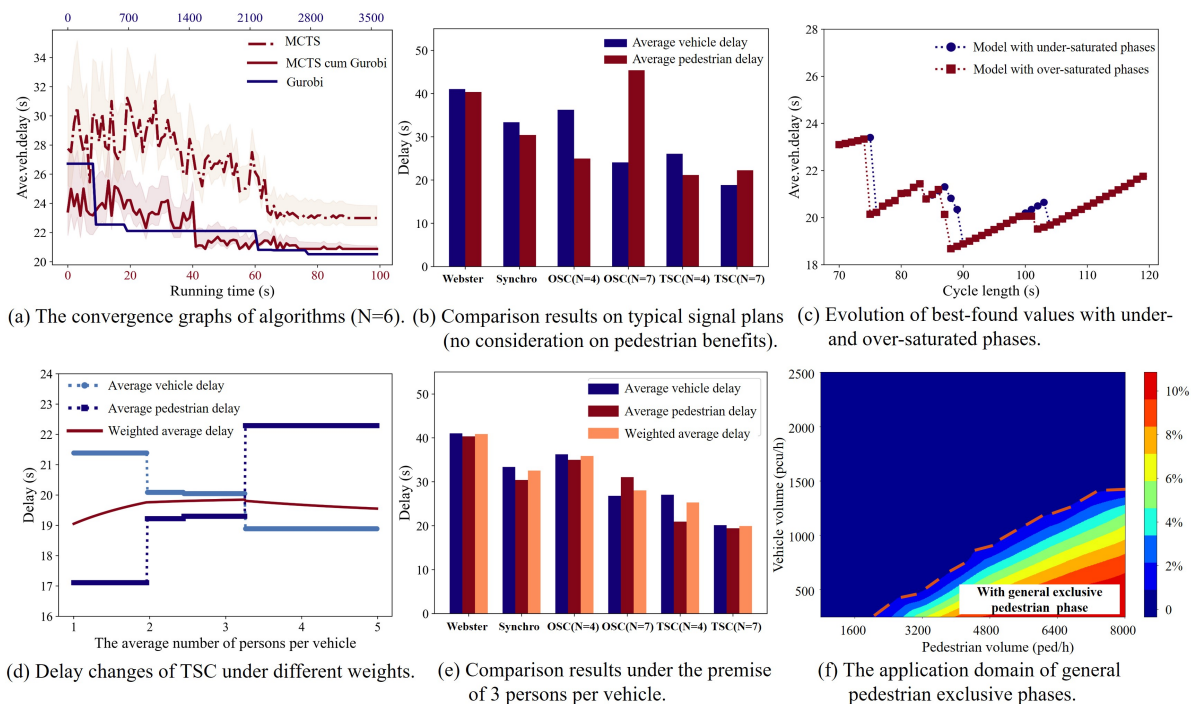 0 700 1400 2100 2800 3500
Ave.veh.delay (s)
34
32
30
28
26
24
22
20
MCTS
MCTS cum Gurobi
Gurobi
0 20 40 60 80 100
Running time (s)
(a) The convergence graphs of algorithms (N=6).
Delay (s)
50
40
30
20
10
0
Average vehicle delay
Average pedestrian delay
Webster Synchro OSC(N=4) OSC(N=7) TSC(N=4) TSC(N=7)
(b) Comparison results on typical signal plans
(no consideration on pedestrian benefits).
Ave.veh.delay (s)
28
26
24
22
20
18
Model with under-saturated phases
Model with over-saturated phases
70 80 90 100 110 120
Cycle length (s)
(c) Evolution of best-found values with under-
and over-saturated phases.
Delay (s)
24
23
22
21
20
19
18
17
16
Average vehicle delay
Average pedestrian delay
Weighted average delay
1 2 3 4 5
The average number of persons per vehicle
(d) Delay changes of TSC under different weights.
Delay (s)
50
40
30
20
10
0
Average vehicle delay
Average pedestrian delay
Weighted average delay
Webster Synchro OSC(N=4) OSC(N=7) TSC(N=4) TSC(N=7)
(e) Comparison results under the premise
of 3 persons per vehicle.
Vehicle volume (pcu/h)
2500
2000
1500
1000
500
With general exclusive
pedestrian phase
1600 3200 4800 6400 8000
Pedestrian volume (ped/h)
10%
8%
6%
4%
2%
0
(f) The application domain of general
pedestrian exclusive phases.